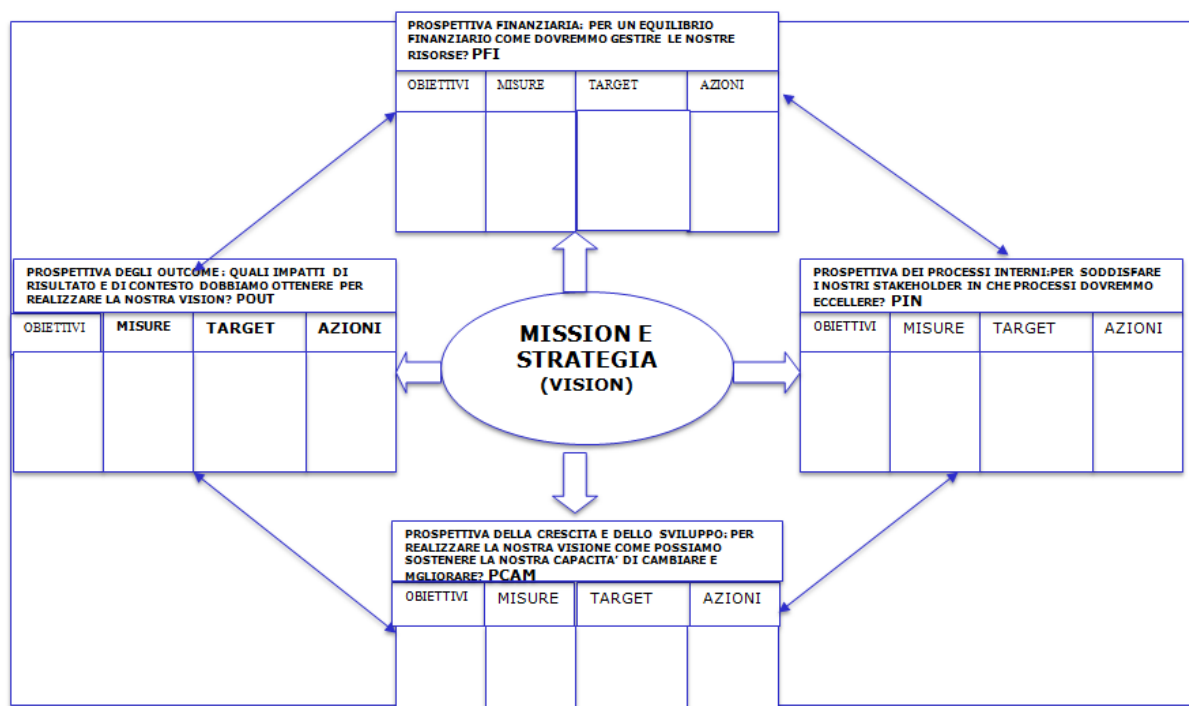 PROSPETTIVA FINANZIARIA: PER UN EQUILIBRIO
FINANZIARIO COME DOVREMMO GESTIRE LE NOSTRE
RISORSE? PFI
OBIETTIVI MISURE TARGET AZIONI
PROSPETTIVA DEGLI OUTCOME : QUALI IMPATTI DI
RISULTATO E DI CONTESTO DOBBIAMO OTTENERE PER
REALIZZARE LA NOSTRA VISION? POUT
OBIETTIVI MISURE TARGET AZIONI
MISSION E
STRATEGIA
(VISION)
PROSPETTIVA DEI PROCESSI INTERNI:PER SODDISFARE
I NOSTRI STAKEHOLDER IN CHE PROCESSI DOVREMMO
ECCELLERE? PIN
OBIETTIVI MISURE TARGET AZIONI
PROSPETTIVA DELLA CRESCITA E DELLO SVILUPPO: PER
REALIZZARE LA NOSTRA VISIONE COME POSSIAMO
SOSTENERE LA NOSTRA CAPACITA' DI CAMBIARE E
MGLIORARE? PCAM
OBIETTIVI MISURE TARGET AZIONI